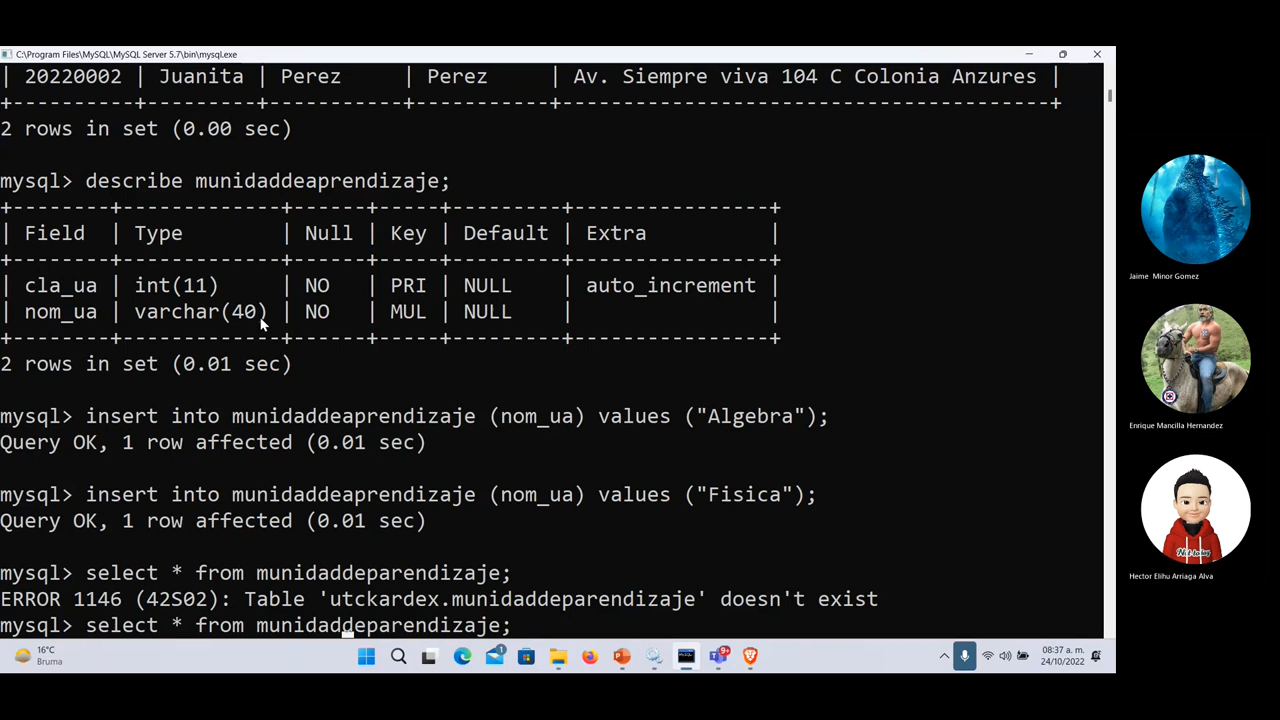 C:\Program Files\MySQL\MySQL Server 5.7\bin\mysql.exe
| 20220002 | Juanita | Perez | Perez | Av. Siempre viva 104 C Colonia Anzures |
+----------+---------+------------+------------+----------------------------------------+
2 rows in set (0.00 sec)
mysql> describe munidaddeaprendizaje;
+--------+-------------+------+-----+---------+----------------+
| Field | Type | Null | Key | Default | Extra |
+--------+-------------+------+-----+---------+----------------+
| cla_ua | int(11) | NO | PRI | NULL | auto_increment |
| nom_ua | varchar(40) | NO | MUL | NULL | |
+--------+-------------+------+-----+---------+----------------+
2 rows in set (0.01 sec)
mysql> insert into munidaddeaprendizaje (nom_ua) values ("Algebra");
Query OK, 1 row affected (0.01 sec)
mysql> insert into munidaddeaprendizaje (nom_ua) values ("Fisica");
Query OK, 1 row affected (0.01 sec)
mysql> select * from munidaddeparendizaje;
ERROR 1146 (42S02): Table 'utckardex.munidaddeparendizaje' doesn't exist
mysql> select * from munidaddeparendizaje;
Jaime Minor Gomez
Enrique Mancilla Hernandez
Hector Elihu Arriaga Alva
16°C
Bruma
1
9+
08:37 a. m.
24/10/2022